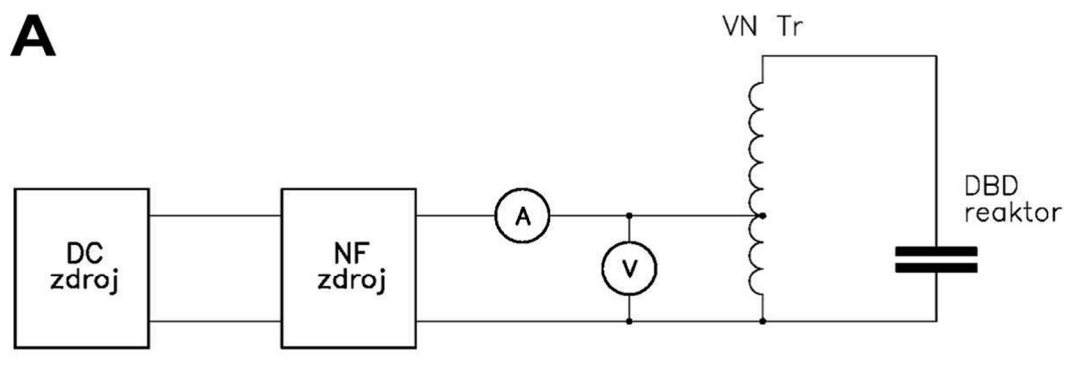 A
VN Tr
DC
zdroj
NF
zdroj
A
V
DBD
reaktor